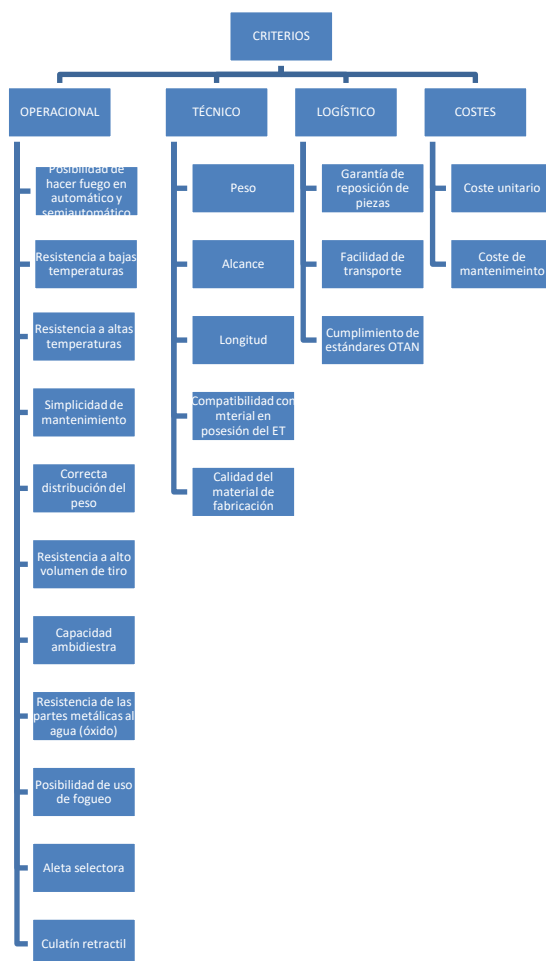 CRITERIOS
OPERACIONAL
Posibilidad de
hacer fuego en
automático y
semiautomático
Resistencia a bajas
temperaturas
Resistencia a altas
temperaturas
Simplicidad de
mantenimiento
Correcta
distribución del
peso
Resistencia a alto
volumen de tiro
Capacidad
ambidiestra
Resistencia de las
partes metálicas al
agua (óxido)
Posibilidad de uso
de fogueo
Aleta selectora
Culatín retractil
TÉCNICO
Peso
Alcance
Longitud
Compatibilidad con
mterial en
posesión del ET
Calidad del
material de
fabricación
LOGÍSTICO
Garantía de
reposición de
piezas
Facilidad de
transporte
Cumplimiento de
estándares OTAN
COSTES
Coste unitario
Coste de
mantenimeinto